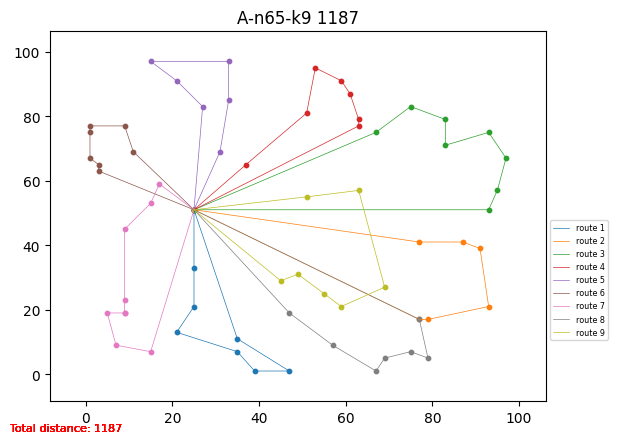 A-n65-k9 1187
100
80
60
40
20
0
0 20 40 60 80 100
route 1
route 2
route 3
route 4
route 5
route 6
route 7
route 8
route 9
Total distance: 1187